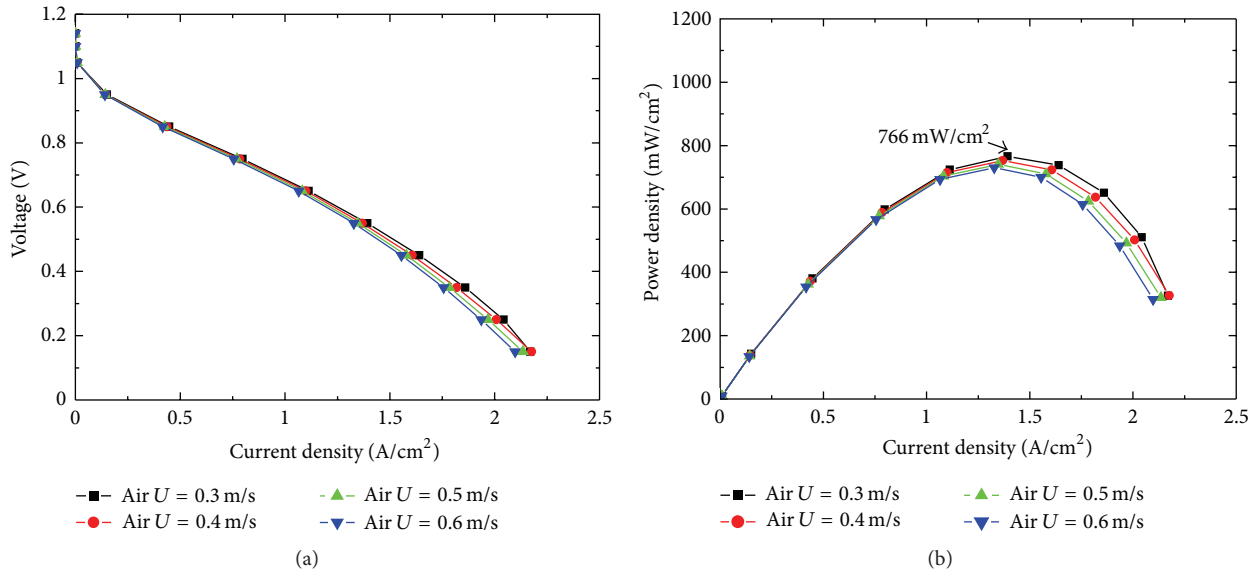 1.2
1
0.8
0.6
0.4
0.2
0
Voltage (V)
0
0.5
1
1.5
2
2.5
Current density (A/cm²)
Air U = 0.3 m/s
Air U = 0.5 m/s
Air U = 0.4 m/s
Air U = 0.6 m/s
(a)
1200
1000
800
600
400
200
0
Power density (mW/cm²)
766 mW/cm²
0
0.5
1
1.5
2
2.5
Current density (A/cm²)
Air U = 0.3 m/s
Air U = 0.5 m/s
Air U = 0.4 m/s
Air U = 0.6 m/s
(b)